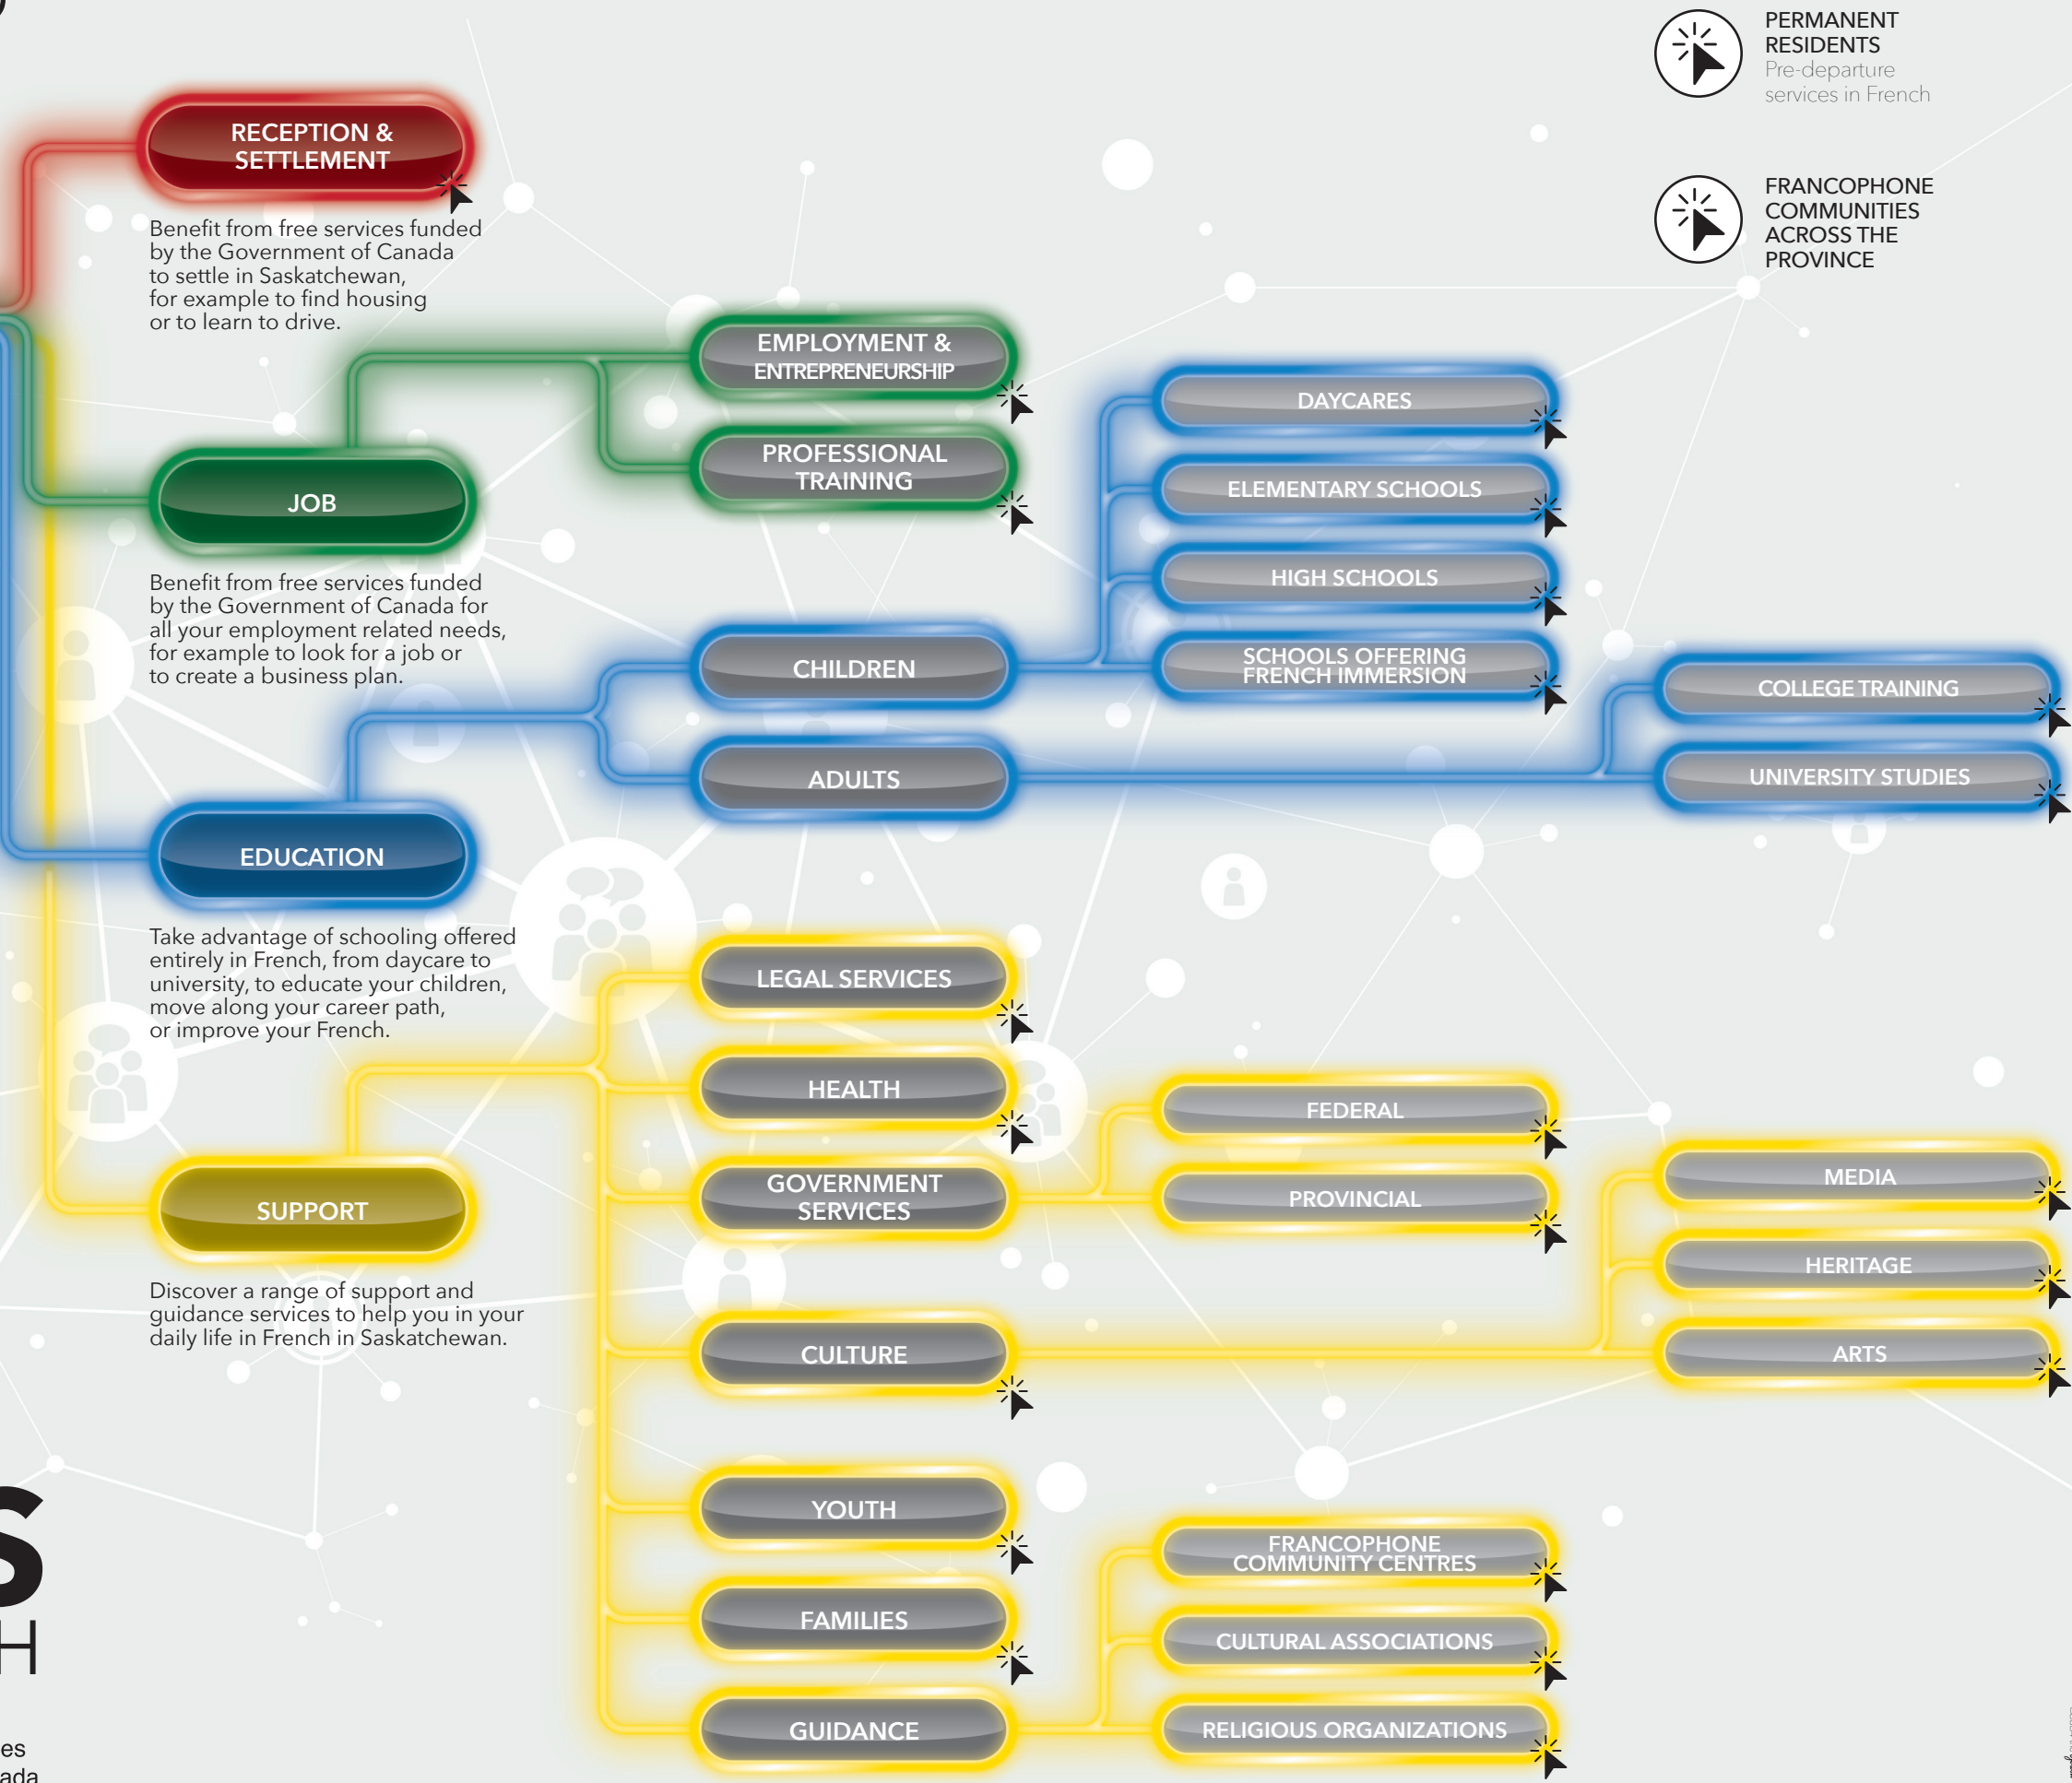 PERMANENT
RESIDENTS
Pre-departure
services in French
FRANCOPHONE
COMMUNITIES
ACROSS THE
PROVINCE
RECEPTION &
SETTLEMENT
Benefit from free services funded
by the Government of Canada
to settle in Saskatchewan,
for example to find housing
or to learn to drive.
JOB
Benefit from free services funded
by the Government of Canada for
all your employment related needs,
for example to look for a job or
to create a business plan.
EMPLOYMENT &
ENTREPRENEURSHIP
PROFESSIONAL
TRAINING
EDUCATION
Take advantage of schooling offered
entirely in French, from daycare to
university, to educate your children,
move along your career path,
or improve your French.
CHILDREN
DAYCARES
ELEMENTARY SCHOOLS
HIGH SCHOOLS
SCHOOLS OFFERING
FRENCH IMMERSION
ADULTS
COLLEGE TRAINING
UNIVERSITY STUDIES
SUPPORT
Discover a range of support and
guidance services to help you in your
daily life in French in Saskatchewan.
LEGAL SERVICES
HEALTH
GOVERNMENT
SERVICES
FEDERAL
PROVINCIAL
CULTURE
MEDIA
HERITAGE
ARTS
YOUTH
FAMILIES
GUIDANCE
FRANCOPHONE
COMMUNITY CENTRES
CULTURAL ASSOCIATIONS
RELIGIOUS ORGANIZATIONS
S
H
es
ada